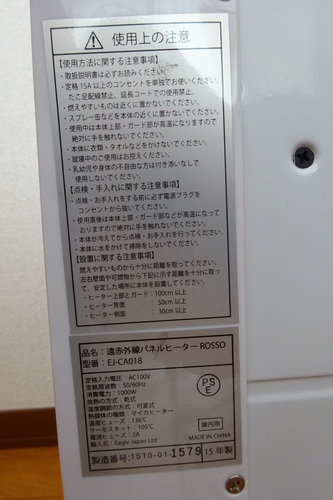 ⚠ 使用上の注意
【使用方法に関する注意事項】
・取扱説明書は必ずお読みください。
・定格15A以上のコンセントを単独でお使いください。
たこ足配線禁止。延長コードでの使用禁止。
・燃えやすいものは近くに置かないでください。
・スプレー缶などを本体の近くに置かないでください。
・使用中は本体上部・ガード部が高温になりますので
絶対に手を触れないでください。
・本体に衣類・タオルなどをかけないでください。
・就寝中のご使用はお控えください。
・乳幼児や身体の不自由な方は付き添いなしで
使用しないでください。
【点検・手入れに関する注意事項】
・点検・お手入れをする前に必ず電源プラグを
コンセントから抜いてください。
・使用直後は本体上部・ガード部などが高温になって
おりますので絶対に手を触れないでください。
・本体が冷えてから点検・お手入れを行ってください。
・本体に水をかけて掃除をしないでください。
【設置に関する注意事項】
燃えやすいものから十分に距離を取ってください。
左右壁面や可燃物から下記に示す距離を十分に取っ
て、安定した場所に本体を設置してください。
・ヒーター上部とガード:100cm以上
・ヒーター背面 : 50cm以上
・ヒーター側面 : 30cm以上
品名:遠赤外線パネルヒーター ROSSO
型番:EJ-CA018
定格入力電圧:AC100V
定格周波数:50/60Hz
消費電力:1000W
放熱の方式:乾式
温度調節の方式:可変式
熱媒体の種類:マイカヒーター
温度ヒューズ:136℃
サーモスタット:105℃
電流ヒューズ:2A
輸入元:Eagle Japan Ltd
PS
E
屋内用
MADE IN CHINA
製造番号:1510-01-1579 15年製